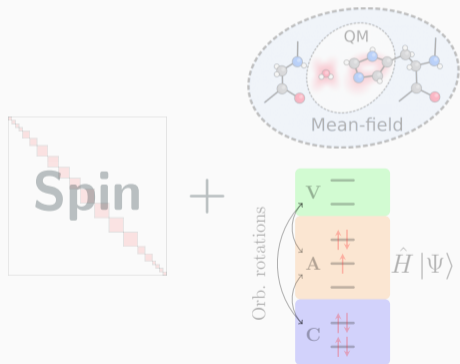 QM
Mean-field
Spin
+
Orb. rotations
V
A
C
Ĥ |Ψ⟩